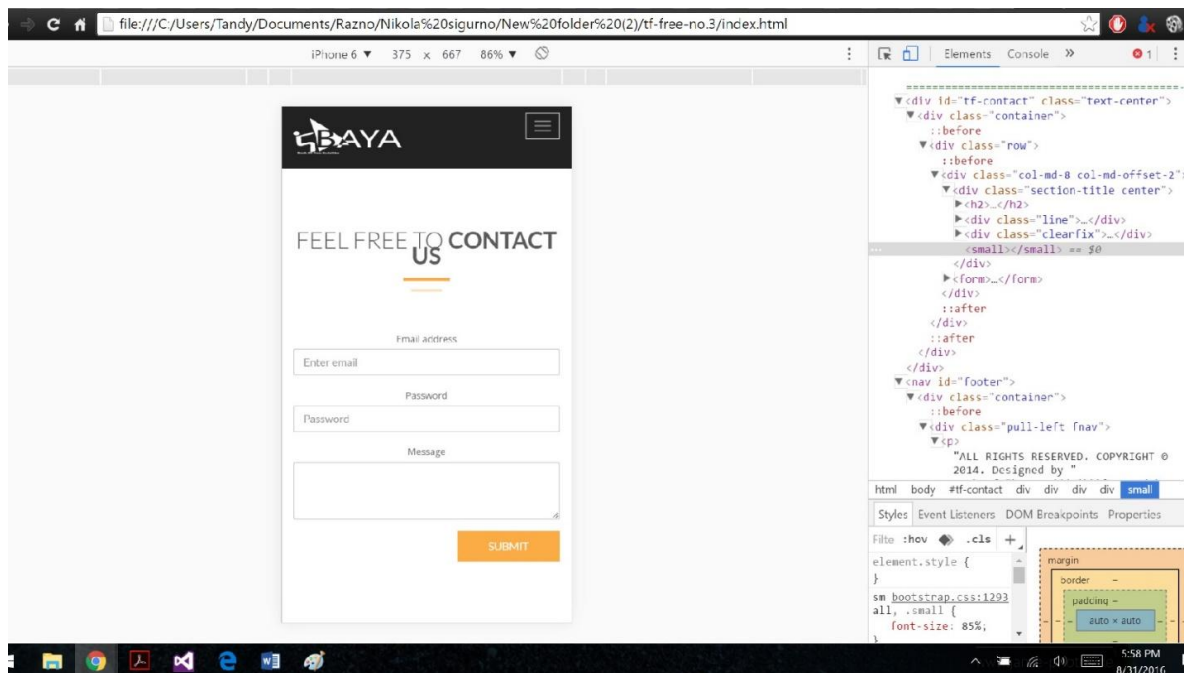 file:///C:/Users/Tandy/Documents/Razno/Nikola%20sigurno/New%20folder%20(2)/tf-free-no.3/index.html
iPhone 6 ▼ 375 x 667 86% ▼
Elements Console » 1
BAYA
FEEL FREE TO CONTACT
US
Email address
Enter email
Password
Password
Message
SUBMIT
▼<div id="tf-contact" class="text-center">
▼<div class="container">
::before
▼<div class="row">
::before
▼<div class="col-md-8 col-md-offset-2"
▼<div class="section-title center">
▶<h2>…</h2>
▶<div class="line">…</div>
▶<div class="clearfix">…</div>
... <small></small> == $0
</div>
▶<form>…</form>
</div>
::after
</div>
::after
</div>
</div>
▼<nav id="footer">
▼<div class="container">
::before
▼<div class="pull-left fnav">
▼<p>
"ALL RIGHTS RESERVED. COPYRIGHT ©
2014. Designed by "
html body #tf-contact div div div div small
Styles Event Listeners DOM Breakpoints Properties
Filte :hov .cls +
element.style {
}
sm bootstrap.css:1293
all, .small {
font-size: 85%;
}
margin
border –
padding –
auto × auto
5:58 PM
8/31/2016